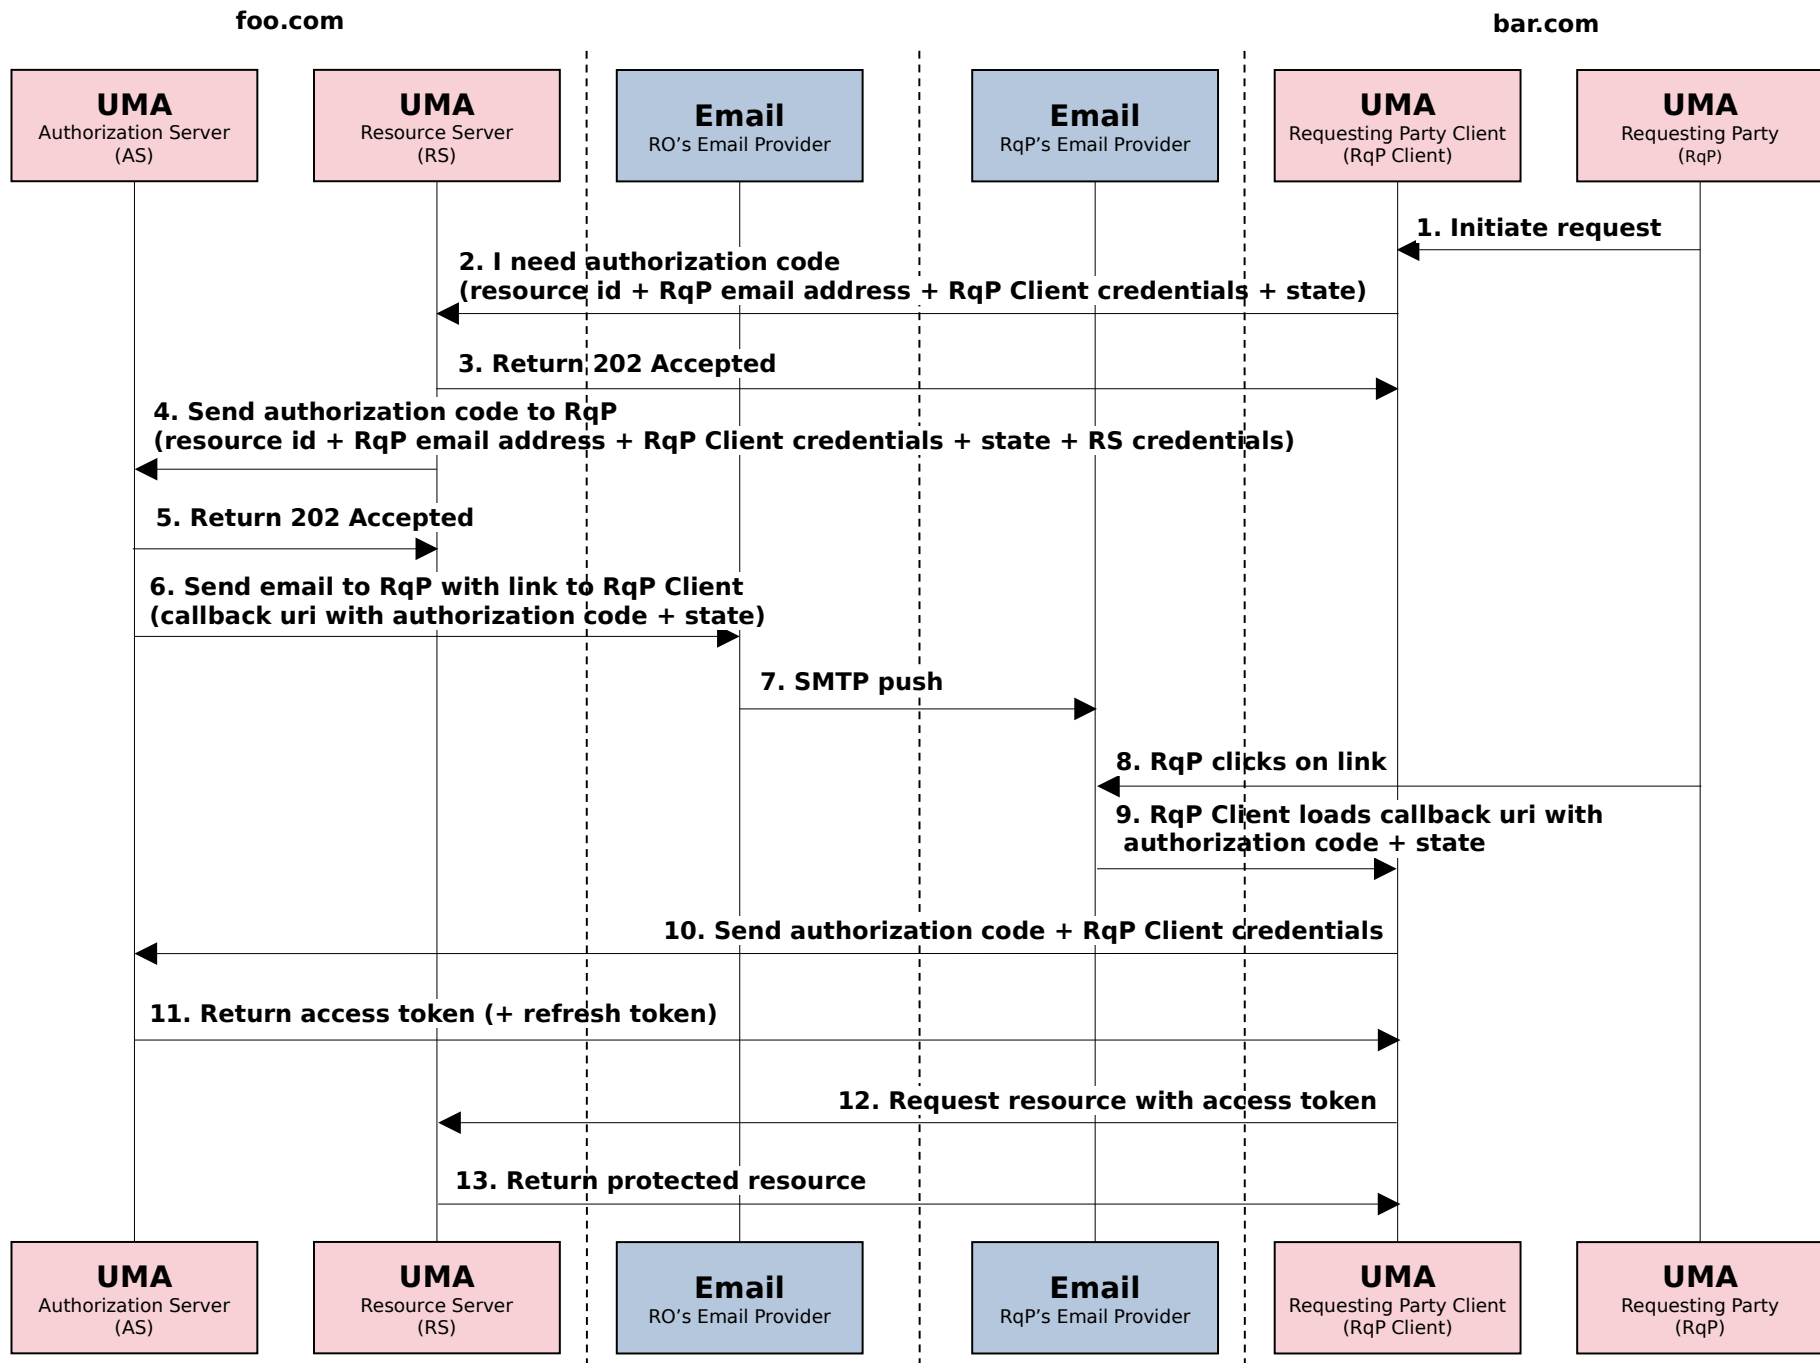 foo.com
bar.com
UMA
Authorization Server
(AS)
UMA
Resource Server
(RS)
Email
RO’s Email Provider
Email
RqP’s Email Provider
UMA
Requesting Party Client
(RqP Client)
UMA
Requesting Party
(RqP)
1. Initiate request
2. I need authorization code
(resource id + RqP email address + RqP Client credentials + state)
3. Return 202 Accepted
4. Send authorization code to RqP
(resource id + RqP email address + RqP Client credentials + state + RS credentials)
5. Return 202 Accepted
6. Send email to RqP with link to RqP Client
(callback uri with authorization code + state)
7. SMTP push
8. RqP clicks on link
9. RqP Client loads callback uri with
authorization code + state
10. Send authorization code + RqP Client credentials
11. Return access token (+ refresh token)
12. Request resource with access token
13. Return protected resource
UMA
Authorization Server
(AS)
UMA
Resource Server
(RS)
Email
RO’s Email Provider
Email
RqP’s Email Provider
UMA
Requesting Party Client
(RqP Client)
UMA
Requesting Party
(RqP)